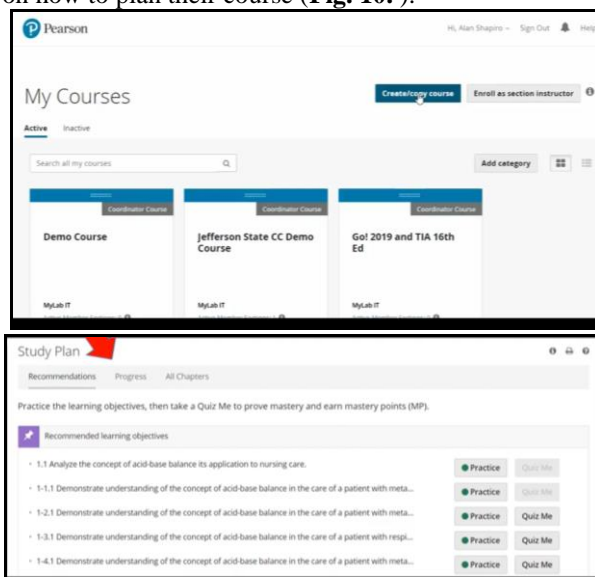 on how to plan their course (Fig. 10. ).
Pearson
Hi, Alan Shapiro
Sign Out
Help
My Courses
Create/copy course
Enroll as section instructor
Active
Inactive
Search all my courses
Add category
Coordinator Course
Coordinator Course
Coordinator Course
Demo Course
Jefferson State CC Demo
Course
Go! 2019 and TIA 16th
Ed
MyLab IT
MyLab IT
MyLab IT
Study Plan
Recommendations
Progress
All Chapters
Practice the learning objectives, then take a Quiz Me to prove mastery and earn mastery points (MP).
Recommended learning objectives
1.1 Analyze the concept of acid-base balance its application to nursing care.
Practice
Quiz Me
1-1.1 Demonstrate understanding of the concept of acid-base balance in the care of a patient with meta...
Practice
Quiz Me
1-2.1 Demonstrate understanding of the concept of acid-base balance in the care of a patient with meta...
Practice
Quiz Me
1-3.1 Demonstrate understanding of the concept of acid-base balance in the care of a patient with respi...
Practice
Quiz Me
1-4.1 Demonstrate understanding of the concept of acid-base balance in the care of a patient with meta...
Practice
Quiz Me